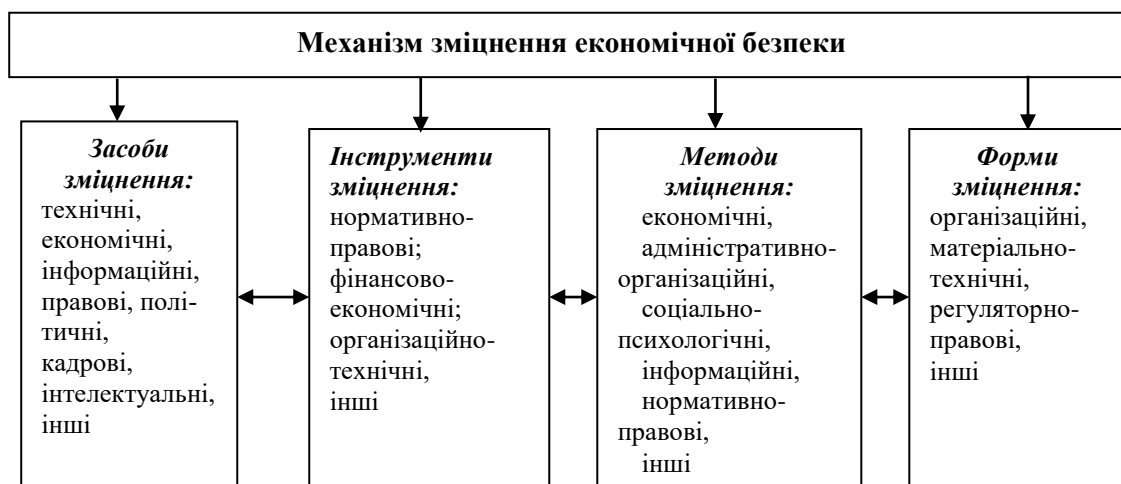 Механізм зміцнення економічної безпеки
Засоби
зміцнення:
технічні,
економічні,
інформаційні,
правові, полі-
тичні,
кадрові,
інтелектуальні,
інші
Інструменти
зміцнення:
нормативно-
правові;
фінансово-
економічні;
організаційно-
технічні,
інші
Методи
зміцнення:
економічні,
адміністративно-
організаційні,
соціально-
психологічні,
інформаційні,
нормативно-
правові,
інші
Форми
зміцнення:
організаційні,
матеріально-
технічні,
регуляторно-
правові,
інші